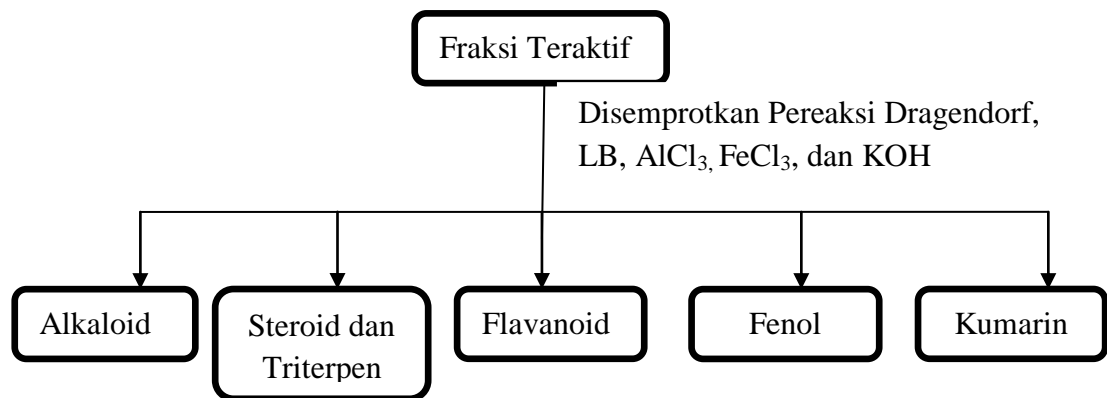 Fraksi Teraktif
Disemprotkan Pereaksi Dragendorf,
LB, AlCl₃, FeCl₃, dan KOH
Alkaloid
Steroid dan
Triterpen
Flavanoid
Fenol
Kumarin